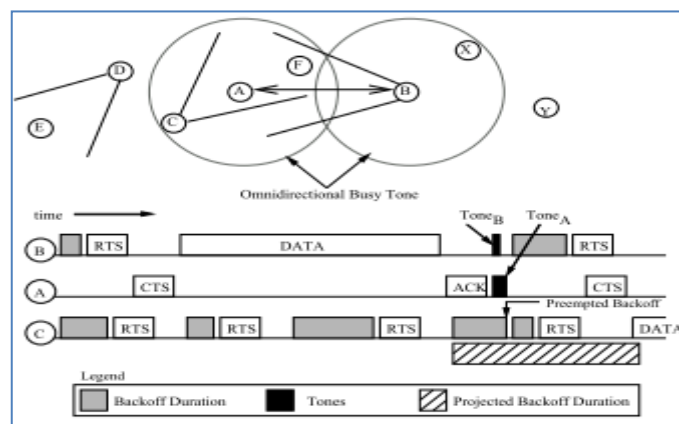 X
D
F
A
B
Y
C
E
Omnidirectional Busy Tone
time
Tone B
Tone A
B
RTS
DATA
RTS
A
CTS
ACK
CTS
Preempted Backoff
C
RTS
RTS
RTS
RTS
DATA
Legend
Backoff Duration
Tones
Projected Backoff Duration